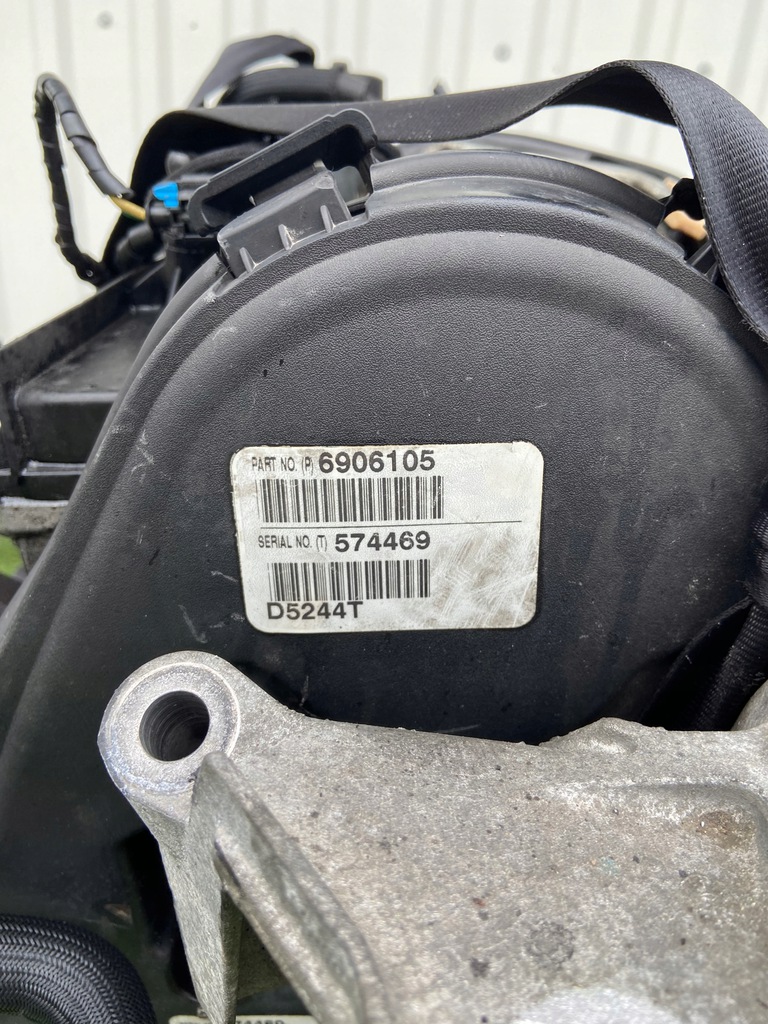 PART NO. (P) 6906105
SERIAL NO. (T) 574469
D5244T